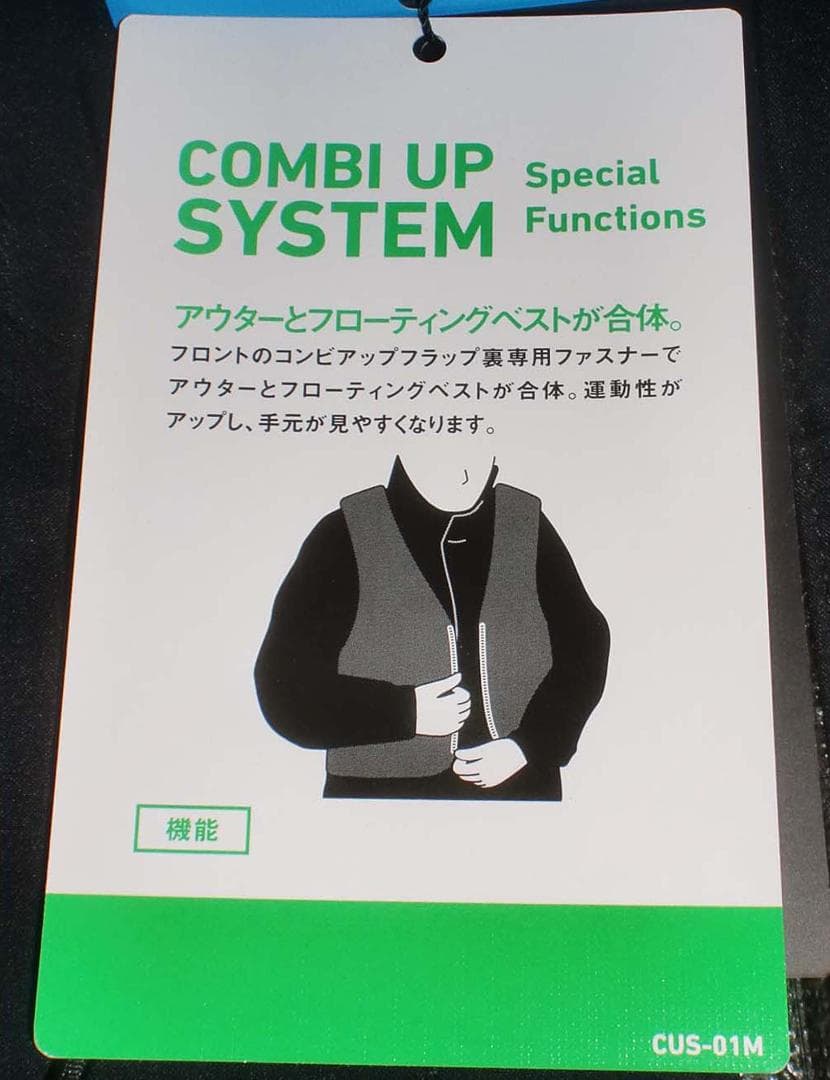 COMBI UP
SYSTEM
Special
Functions
アウターとフローティングベストが合体。
フロントのコンビアップフラップ裏専用ファスナーで
アウターとフローティングベストが合体。運動性が
アップし、手元が見やすくなります。
機能
CUS-01M